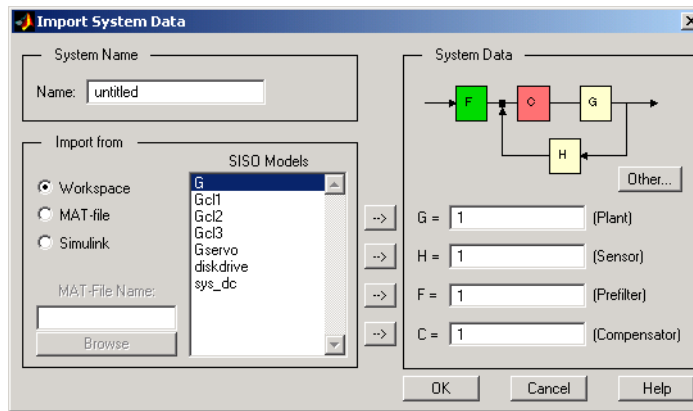 Import System Data
System Name
Name: untitled
Import from
Workspace
MAT-file
Simulink
MAT-File Name:
Browse
SISO Models
G
Gcl1
Gcl2
Gcl3
Gservo
diskdrive
sys_dc
-->
-->
-->
-->
System Data
F
C
G
H
Other...
G = 1 (Plant)
H = 1 (Sensor)
F = 1 (Prefilter)
C = 1 (Compensator)
OK
Cancel
Help